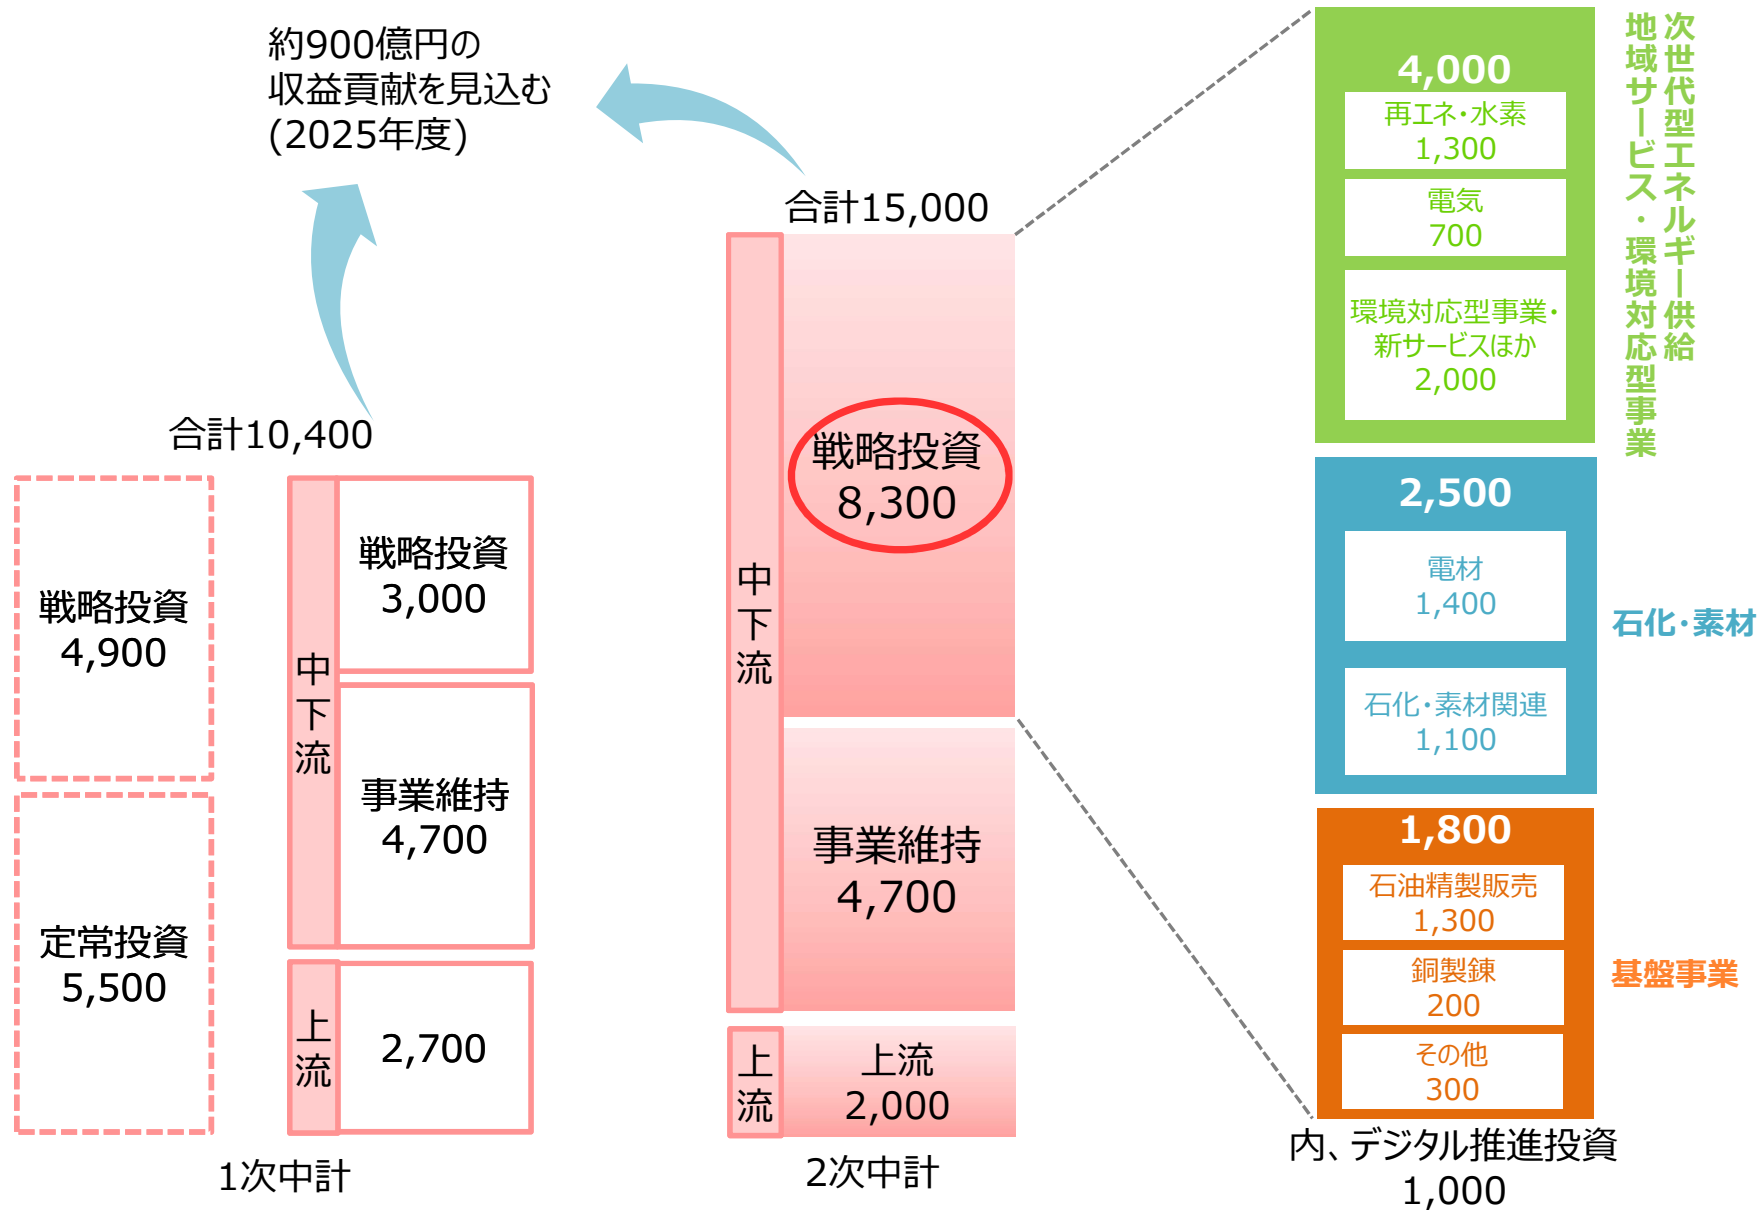 約900億円の
収益貢献を見込む
(2025年度)
合計10,400
戦略投資
4,900
定常投資
5,500
中下流
戦略投資
3,000
事業維持
4,700
上流
2,700
1次中計
合計15,000
中下流
戦略投資
8,300
事業維持
4,700
上流
上流
2,000
2次中計
4,000
再エネ・水素
1,300
電気
700
環境対応型事業・
新サービスほか
2,000
次世代型エネルギー供給
地域サービス・環境対応型事業
2,500
電材
1,400
石化・素材関連
1,100
石化・素材
1,800
石油精製販売
1,300
銅製錬
200
その他
300
基盤事業
内、デジタル推進投資
1,000